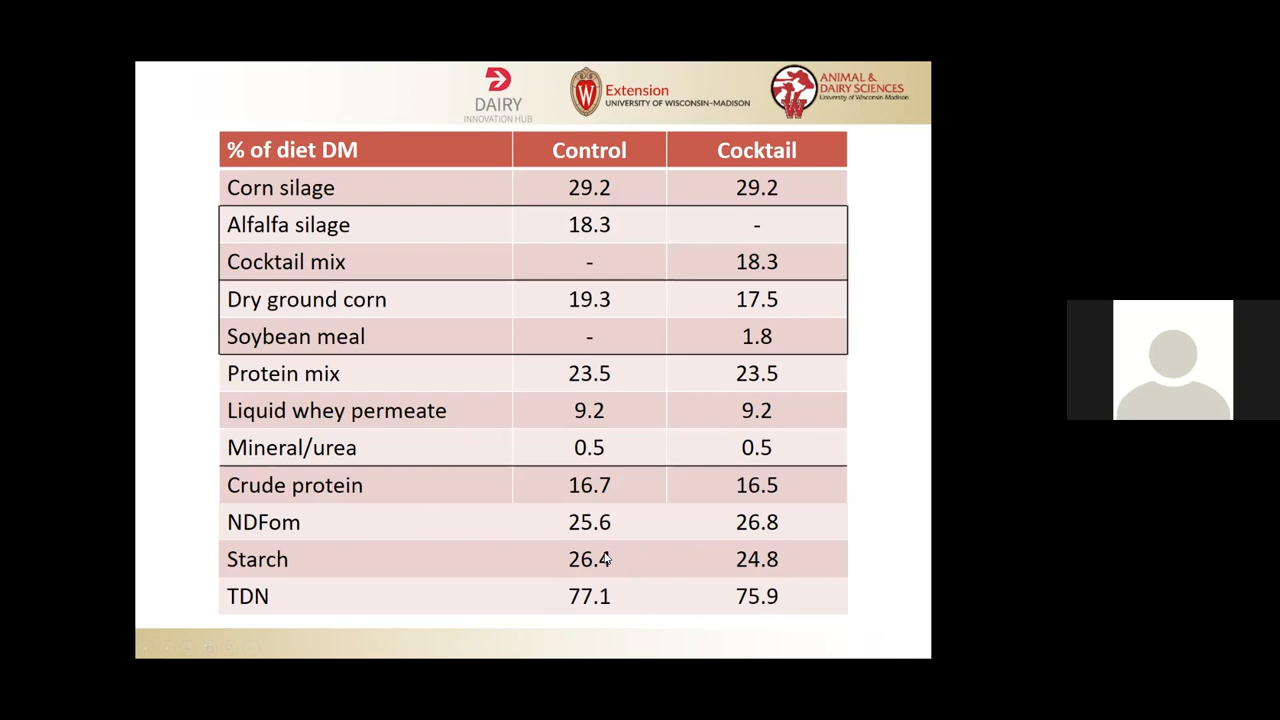 DAIRY
INNOVATION HUB
W
Extension
UNIVERSITY OF WISCONSIN–MADISON
ANIMAL &
DAIRY SCIENCES
University of Wisconsin-Madison
W
% of diet DM Control Cocktail
Corn silage 29.2 29.2
Alfalfa silage 18.3 -
Cocktail mix - 18.3
Dry ground corn 19.3 17.5
Soybean meal - 1.8
Protein mix 23.5 23.5
Liquid whey permeate 9.2 9.2
Mineral/urea 0.5 0.5
Crude protein 16.7 16.5
NDFom 25.6 26.8
Starch 26.4 24.8
TDN 77.1 75.9